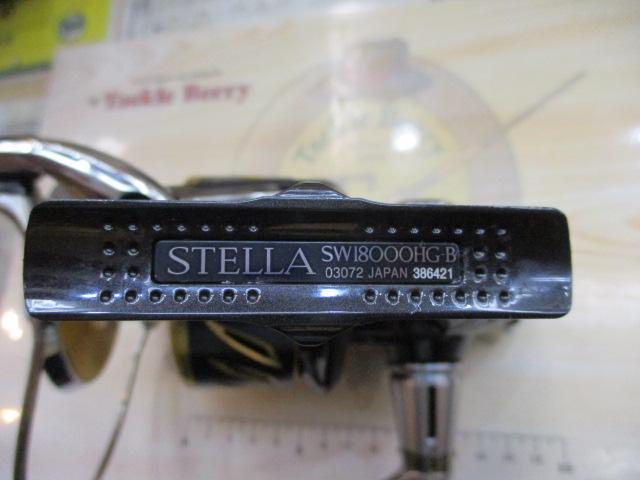 Tackle Berry
STELLA SW18000HG-B
03072 JAPAN 386421